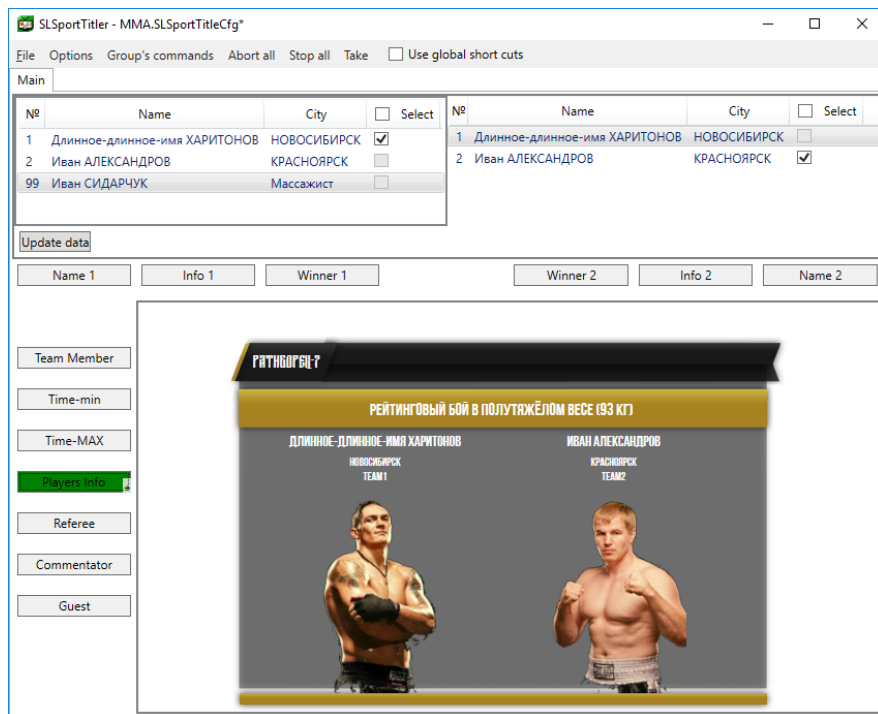 SLSportTitler - MMA.SLSportTitleCfg*
File Options Group's commands Abort all Stop all Take Use global short cuts
Main
№ Name City Select
1 Длинное-длинное-имя ХАРИТОНОВ НОВОСИБИРСК
2 Иван АЛЕКСАНДРОВ КРАСНОЯРСК
99 Иван СИДАРЧУК Массажист
№ Name City Select
1 Длинное-длинное-имя ХАРИТОНОВ НОВОСИБИРСК
2 Иван АЛЕКСАНДРОВ КРАСНОЯРСК
Update data
Name 1 Info 1 Winner 1 Winner 2 Info 2 Name 2
Team Member
Time-min
Time-MAX
Players Info
Referee
Commentator
Guest
РАТНБОРЕЦ-7
РЕЙТИНГОВЫЙ БОЙ В ПОЛУТЯЖЁЛОМ ВЕСЕ (93 КГ)
ДЛИННОЕ-ДЛИННОЕ-ИМЯ ХАРИТОНОВ
НОВОСИБИРСК
TEAM1
ИВАН АЛЕКСАНДРОВ
КРАСНОЯРСК
TEAM2